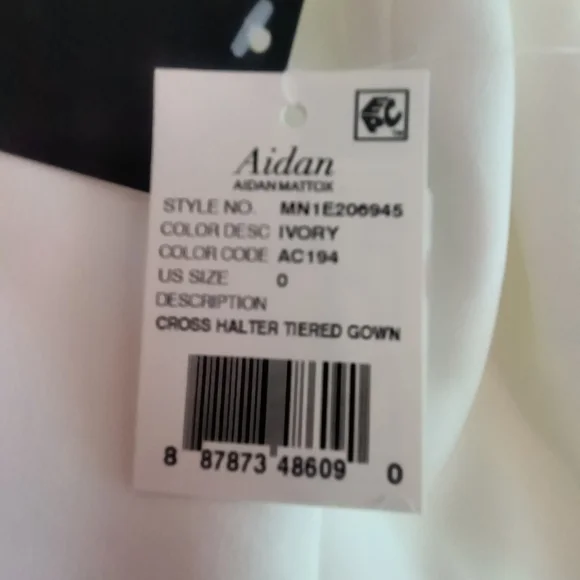 Aidan
AIDAN MATTOX
STYLE NO. MN1E206945
COLOR DESC IVORY
COLOR CODE AC194
US SIZE 0
DESCRIPTION
CROSS HALTER TIERED GOWN
8 87873 48609 0